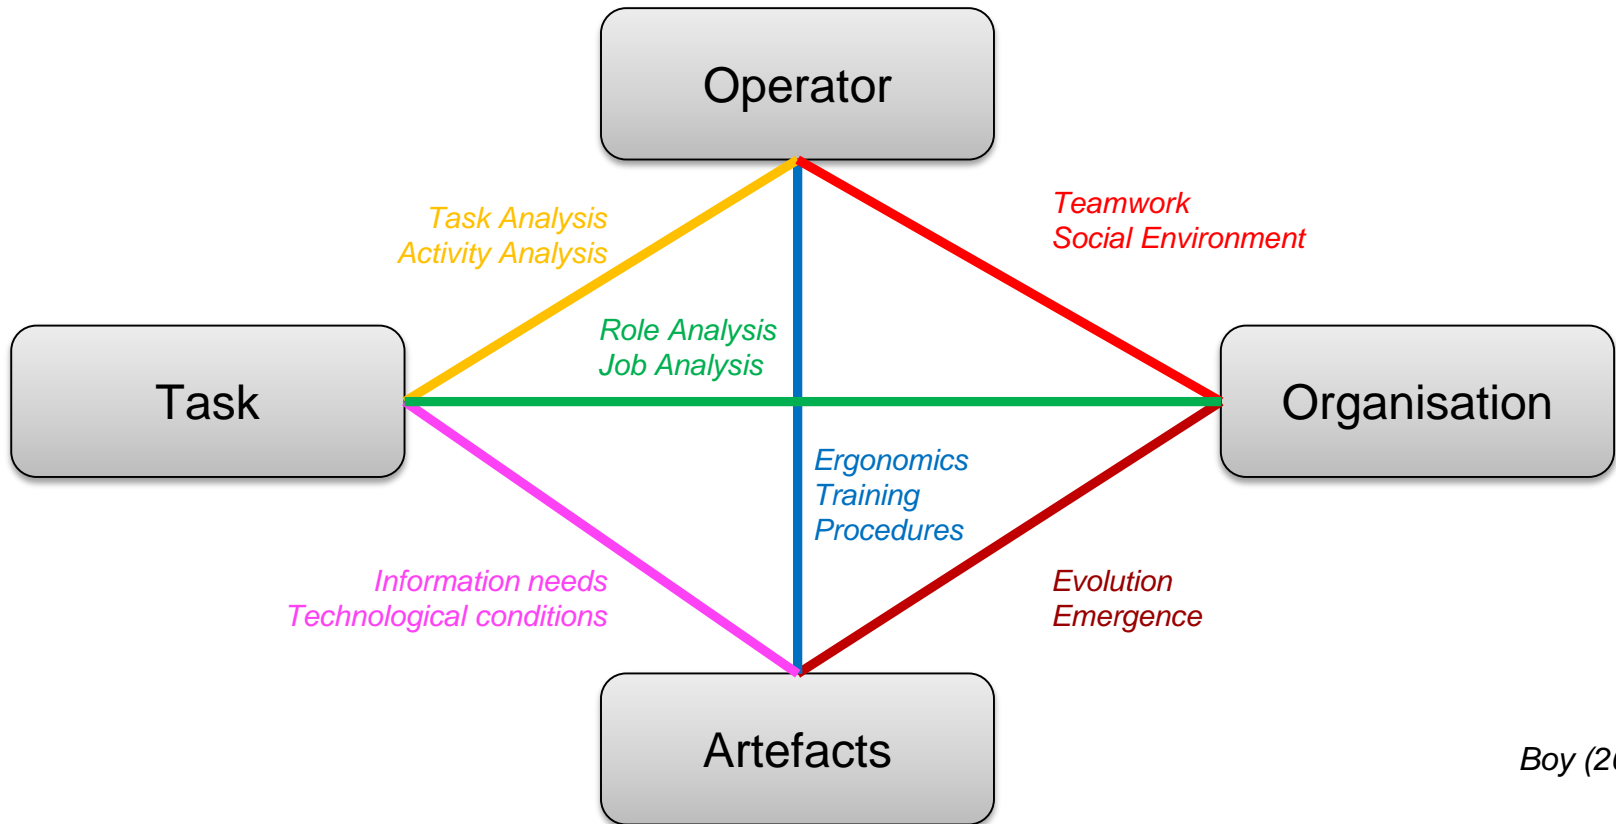 Operator
Task Analysis
Activity Analysis
Teamwork
Social Environment
Role Analysis
Job Analysis
Task
Organisation
Ergonomics
Training
Procedures
Information needs
Technological conditions
Evolution
Emergence
Artefacts
Boy